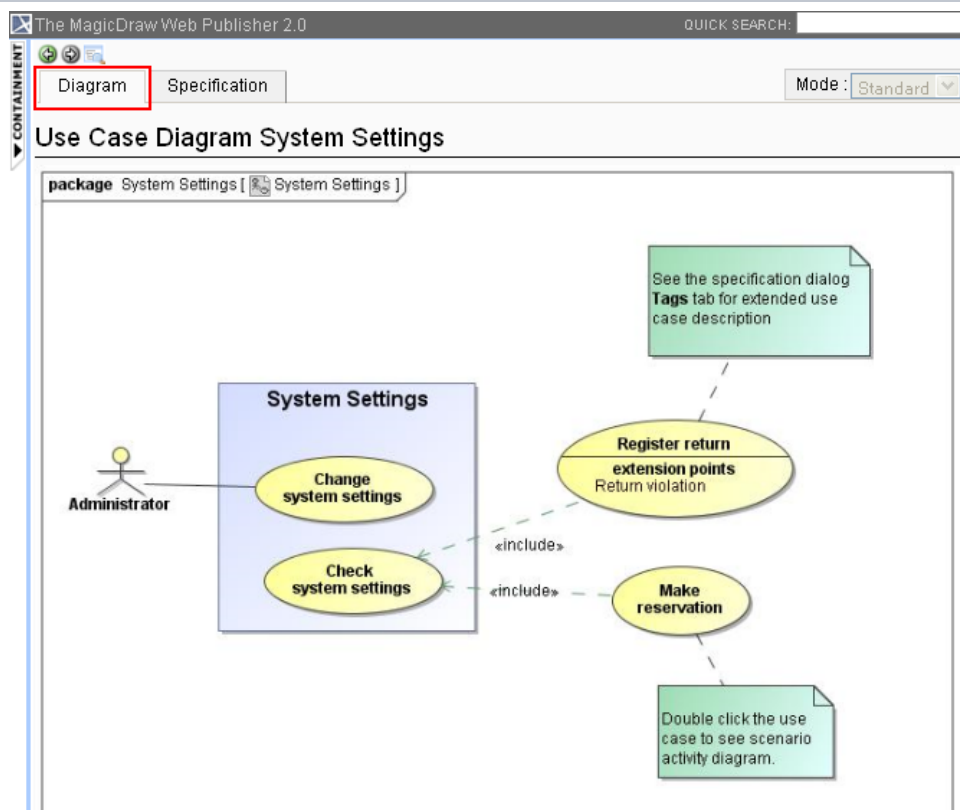 The MagicDraw Web Publisher 2.0
QUICK SEARCH:
CONTAINMENT
Diagram
Specification
Mode :
Standard
Use Case Diagram System Settings
package System Settings [ System Settings ]
See the specification dialog
Tags tab for extended use
case description
System Settings
Register return
extension points
Return violation
Change
system settings
Administrator
«include»
Check
system settings
«include»
Make
reservation
Double click the use
case to see scenario
activity diagram.